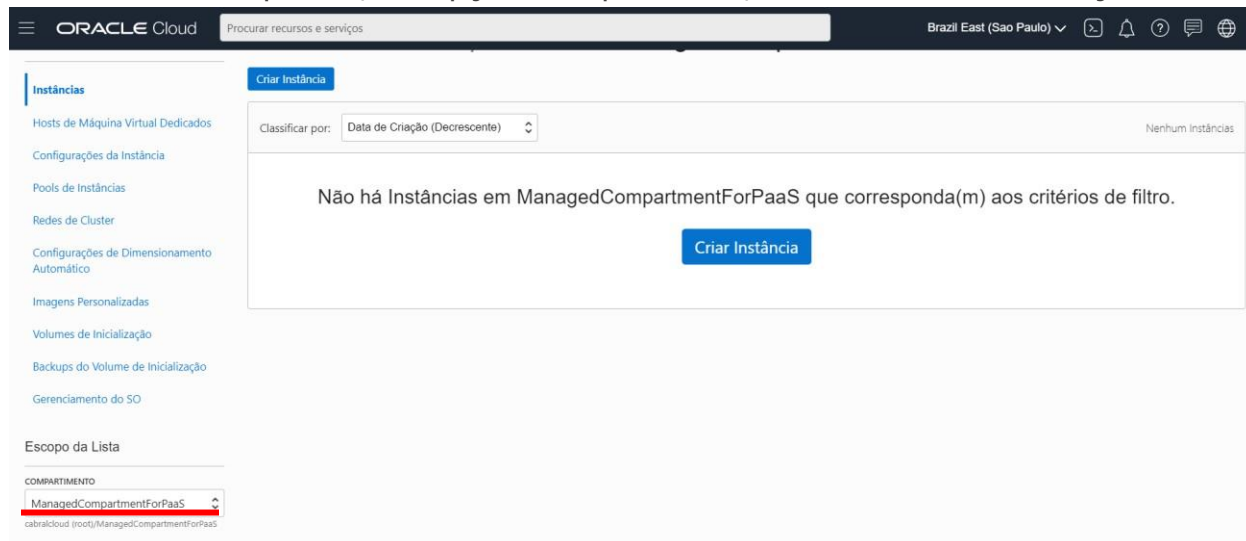 ORACLE Cloud
Procurar recursos e serviços
Brazil East (Sao Paulo)
Instâncias
Hosts de Máquina Virtual Dedicados
Configurações da Instância
Pools de Instâncias
Redes de Cluster
Configurações de Dimensionamento
Automático
Imagens Personalizadas
Volumes de Inicialização
Backups do Volume de Inicialização
Gerenciamento do SO
Escopo da Lista
COMPARTIMENTO
ManagedCompartmentForPaaS
cabralcloud (root)/ManagedCompartmentForPaaS
Criar Instância
Classificar por: Data de Criação (Decrescente)
Nenhum Instâncias
Não há Instâncias em ManagedCompartmentForPaaS que corresponda(m) aos critérios de filtro.
Criar Instância